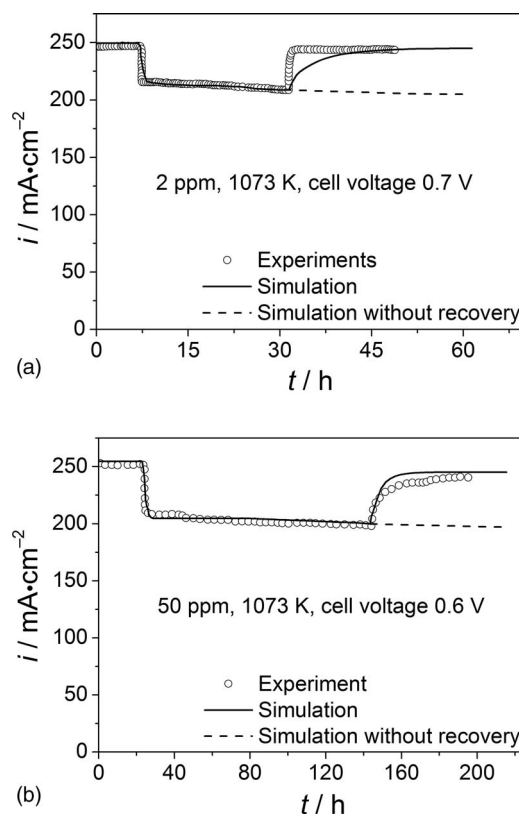 300
250
200
150
100
50
0
i / mA•cm⁻²
2 ppm, 1073 K, cell voltage 0.7 V
Experiments
Simulation
Simulation without recovery
0 15 30 45 60
t / h
(a)
300
250
200
150
100
50
0
i / mA•cm⁻²
50 ppm, 1073 K, cell voltage 0.6 V
Experiment
Simulation
Simulation without recovery
0 40 80 120 160 200
t / h
(b)